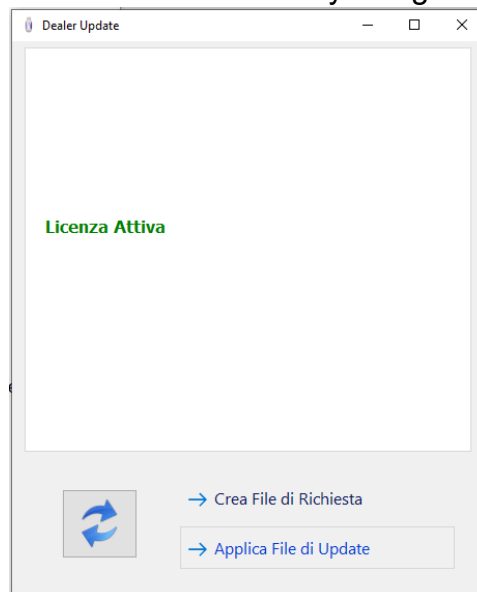 Dealer Update
Licenza Attiva
Crea File di Richiesta
Applica File di Update